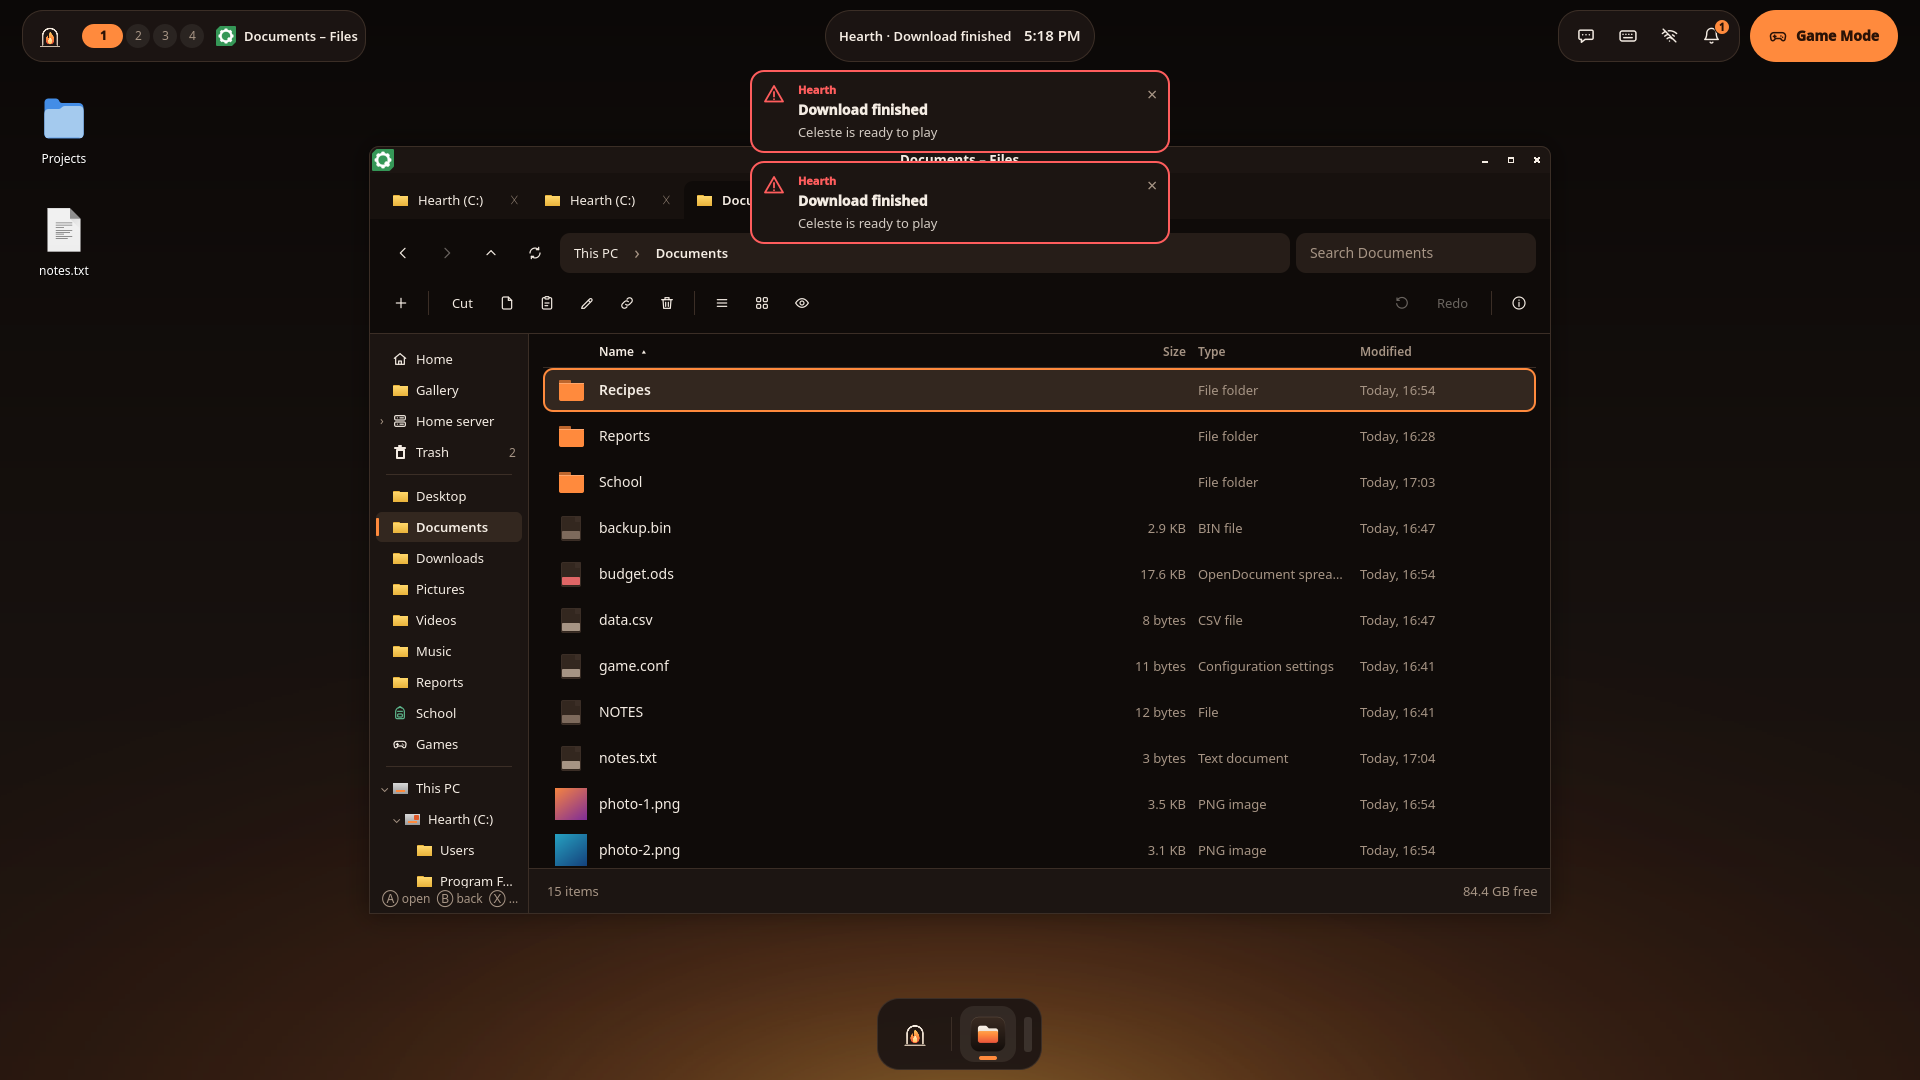 1 2 3 4 Documents – Files
Hearth · Download finished 5:18 PM
1
Game Mode
Projects
notes.txt
Hearth
Download finished
Celeste is ready to play
Documents – Files
Hearth
Download finished
Celeste is ready to play
Hearth (C:) X Hearth (C:) X Docu
This PC › Documents
Search Documents
Cut
Redo
Home
Gallery
Home server
Trash 2
Desktop
Documents
Downloads
Pictures
Videos
Music
Reports
School
Games
This PC
Hearth (C:)
Users
Program F...
A open B back X ...
Name Size Type Modified
Recipes File folder Today, 16:54
Reports File folder Today, 16:28
School File folder Today, 17:03
backup.bin 2.9 KB BIN file Today, 16:47
budget.ods 17.6 KB OpenDocument sprea... Today, 16:54
data.csv 8 bytes CSV file Today, 16:47
game.conf 11 bytes Configuration settings Today, 16:41
NOTES 12 bytes File Today, 16:41
notes.txt 3 bytes Text document Today, 17:04
photo-1.png 3.5 KB PNG image Today, 16:54
photo-2.png 3.1 KB PNG image Today, 16:54
15 items 84.4 GB free